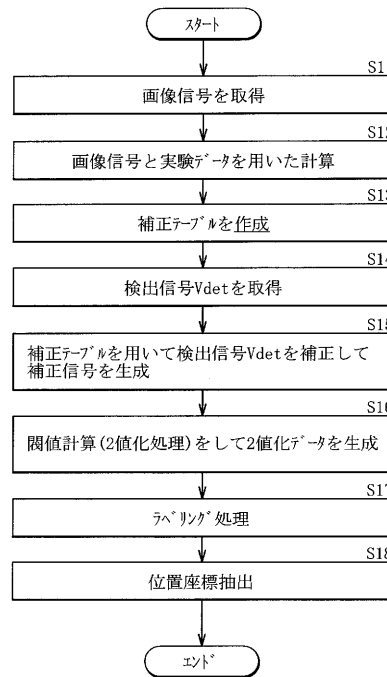 スタート
S11
画像信号を取得
S12
画像信号と実験データを用いた計算
S13
補正テーブルを作成
S14
検出信号Vdetを取得
S15
補正テーブルを用いて検出信号Vdetを補正して
補正信号を生成
S16
閾値計算(2値化処理)をして2値化データを生成
S17
ラベリング処理
S18
位置座標抽出
エンド